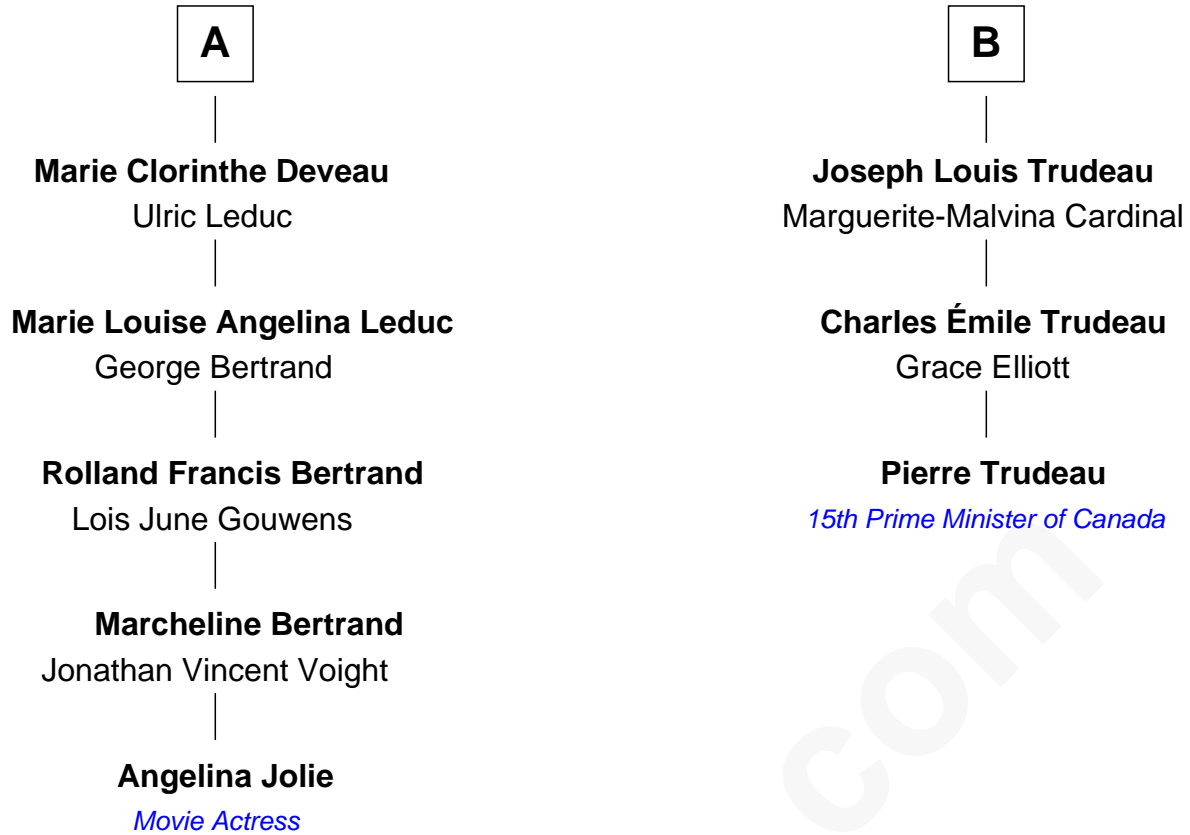 A
Marie Clorinthe Deveau
Ulric Leduc
Marie Louise Angelina Leduc
George Bertrand
Rolland Francis Bertrand
Lois June Gouwens
Marcheline Bertrand
Jonathan Vincent Voight
Angelina Jolie
Movie Actress
B
Joseph Louis Trudeau
Marguerite-Malvina Cardinal
Charles Émile Trudeau
Grace Elliott
Pierre Trudeau
15th Prime Minister of Canada
com